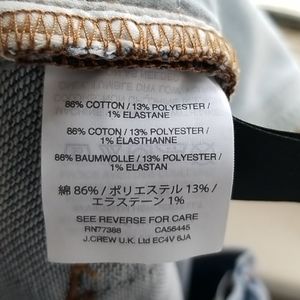 86% COTTON / 13% POLYESTER /
1% ELASTANE
86% COTON / 13% POLYESTER /
1% ÉLASTHANNE
86% BAUMWOLLE / 13% POLYESTER /
1% ELASTAN
綿 86% / ポリエステル 13% /
エラステーン 1%
SEE REVERSE FOR CARE
RN77388 CA56445
J.CREW U.K. Ltd EC4V 6JA